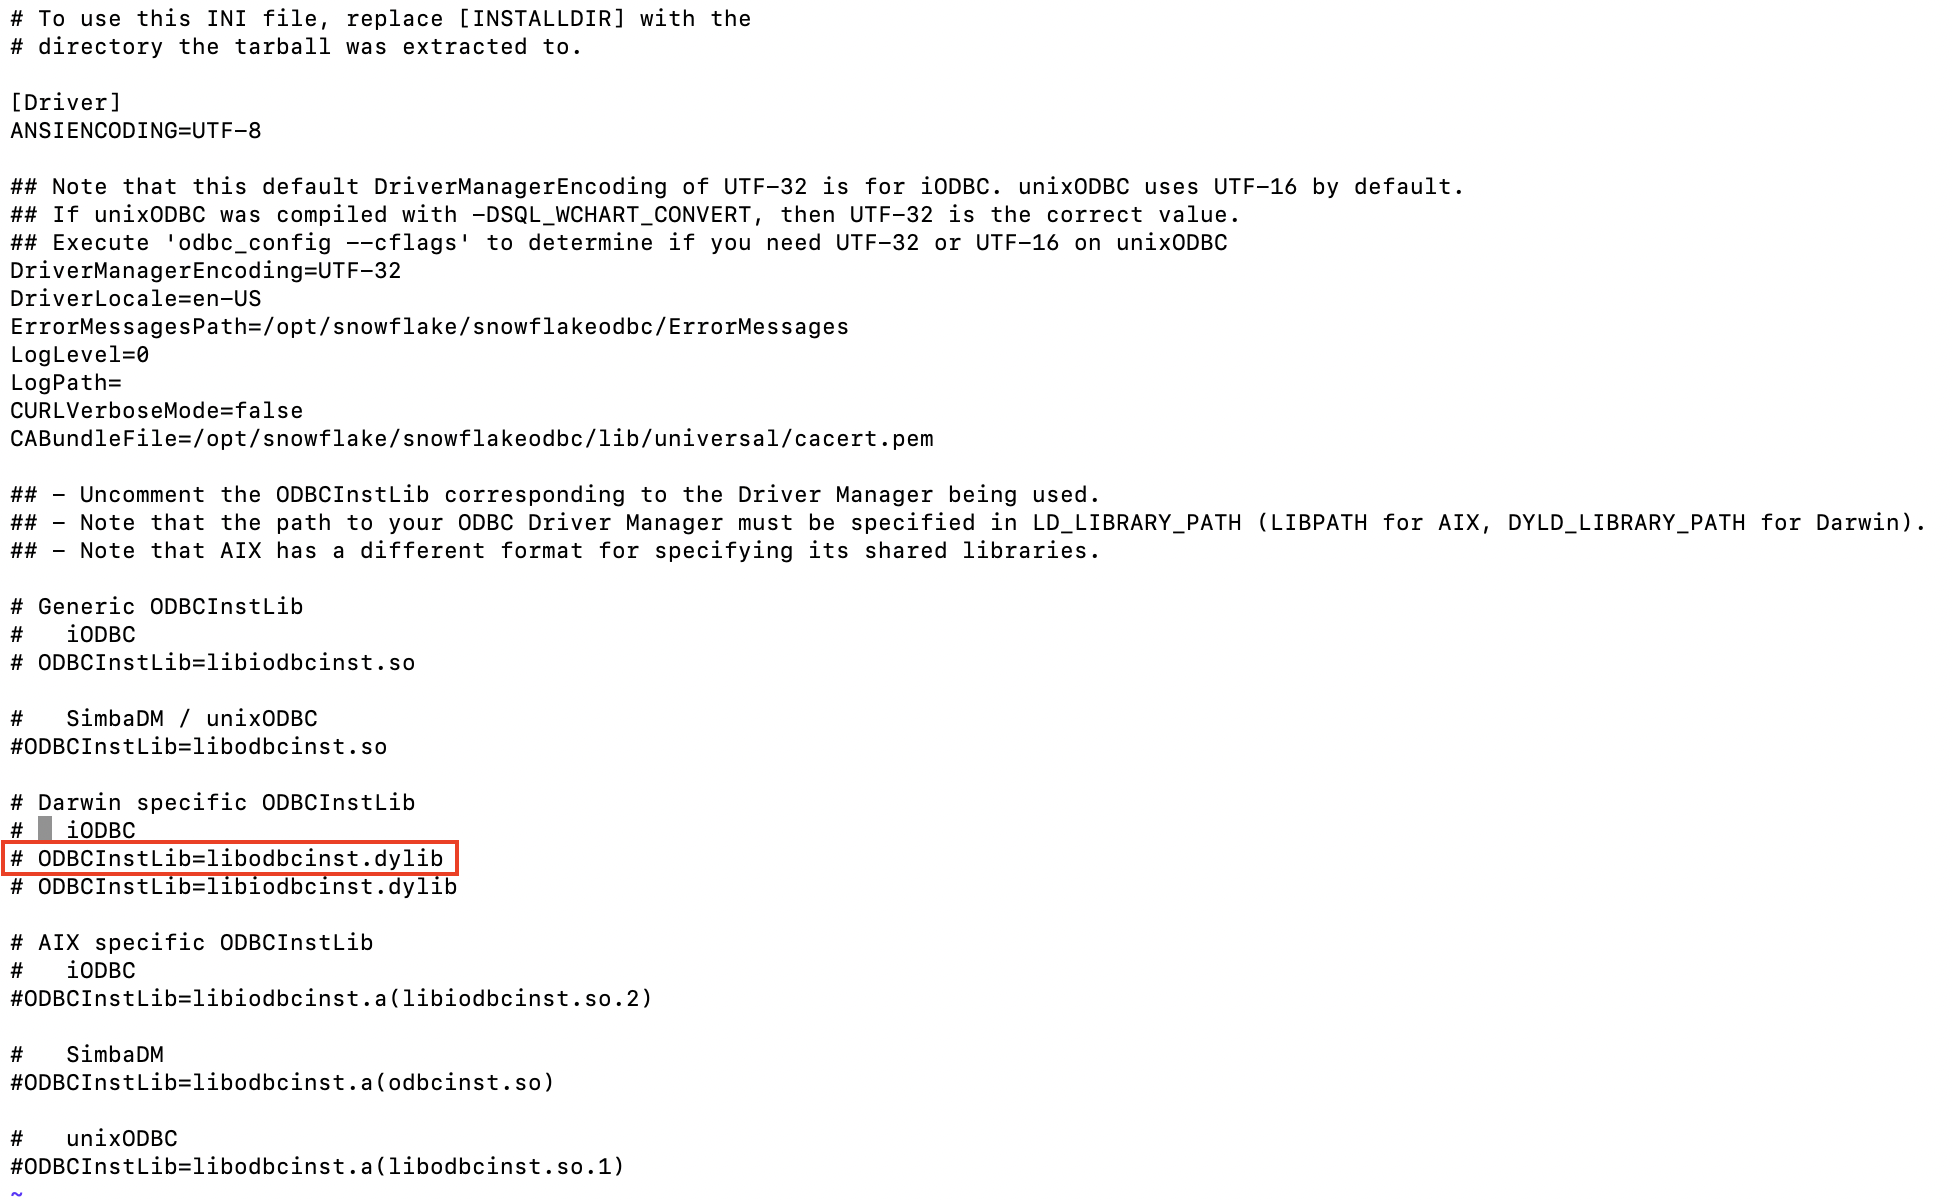 # To use this INI file, replace [INSTALLDIR] with the
# directory the tarball was extracted to.
[Driver]
ANSIENCODING=UTF-8
## Note that this default DriverManagerEncoding of UTF-32 is for iODBC. unixODBC uses UTF-16 by default.
## If unixODBC was compiled with -DSQL_WCHART_CONVERT, then UTF-32 is the correct value.
## Execute 'odbc_config --cflags' to determine if you need UTF-32 or UTF-16 on unixODBC
DriverManagerEncoding=UTF-32
DriverLocale=en-US
ErrorMessagesPath=/opt/snowflake/snowflakeodbc/ErrorMessages
LogLevel=0
LogPath=
CURLVerboseMode=false
CABundleFile=/opt/snowflake/snowflakeodbc/lib/universal/cacert.pem
## - Uncomment the ODBCInstLib corresponding to the Driver Manager being used.
## - Note that the path to your ODBC Driver Manager must be specified in LD_LIBRARY_PATH (LIBPATH for AIX, DYLD_LIBRARY_PATH for Darwin).
## - Note that AIX has a different format for specifying its shared libraries.
# Generic ODBCInstLib
#   iODBC
# ODBCInstLib=libiodbcinst.so
#   SimbaDM / unixODBC
#ODBCInstLib=libodbcinst.so
# Darwin specific ODBCInstLib
#   iODBC
# ODBCInstLib=libodbcinst.dylib
# ODBCInstLib=libiodbcinst.dylib
# AIX specific ODBCInstLib
#   iODBC
#ODBCInstLib=libiodbcinst.a(libiodbcinst.so.2)
#   SimbaDM
#ODBCInstLib=libodbcinst.a(odbcinst.so)
#   unixODBC
#ODBCInstLib=libodbcinst.a(libodbcinst.so.1)
~